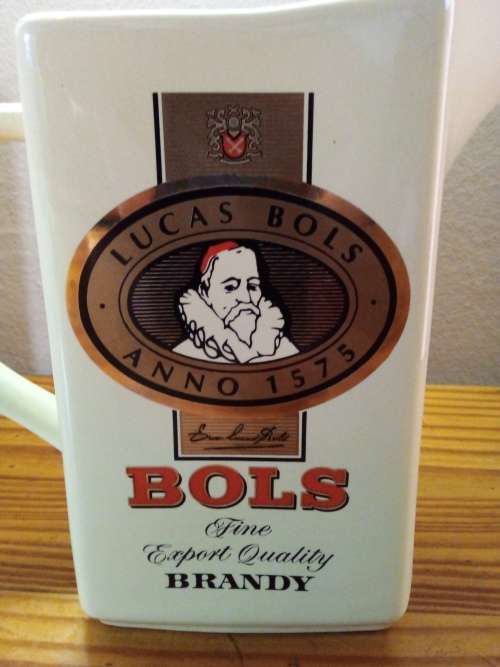 LUCAS BOLS
ANNO 1575
BOLS
Fine
Export Quality
BRANDY